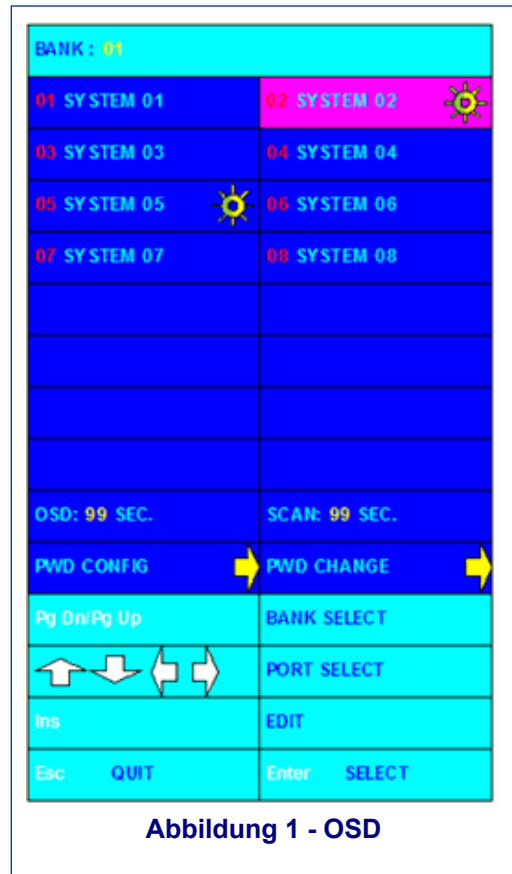 BANK : 01
01 SYSTEM 01 02 SYSTEM 02
03 SYSTEM 03 04 SYSTEM 04
05 SYSTEM 05 06 SYSTEM 06
07 SYSTEM 07 08 SYSTEM 08
OSD: 99 SEC. SCAN: 99 SEC.
PWD CONFIG PWD CHANGE
Pg Dn/Pg Up BANK SELECT
PORT SELECT
Ins EDIT
Esc QUIT Enter SELECT
Abbildung 1 - OSD